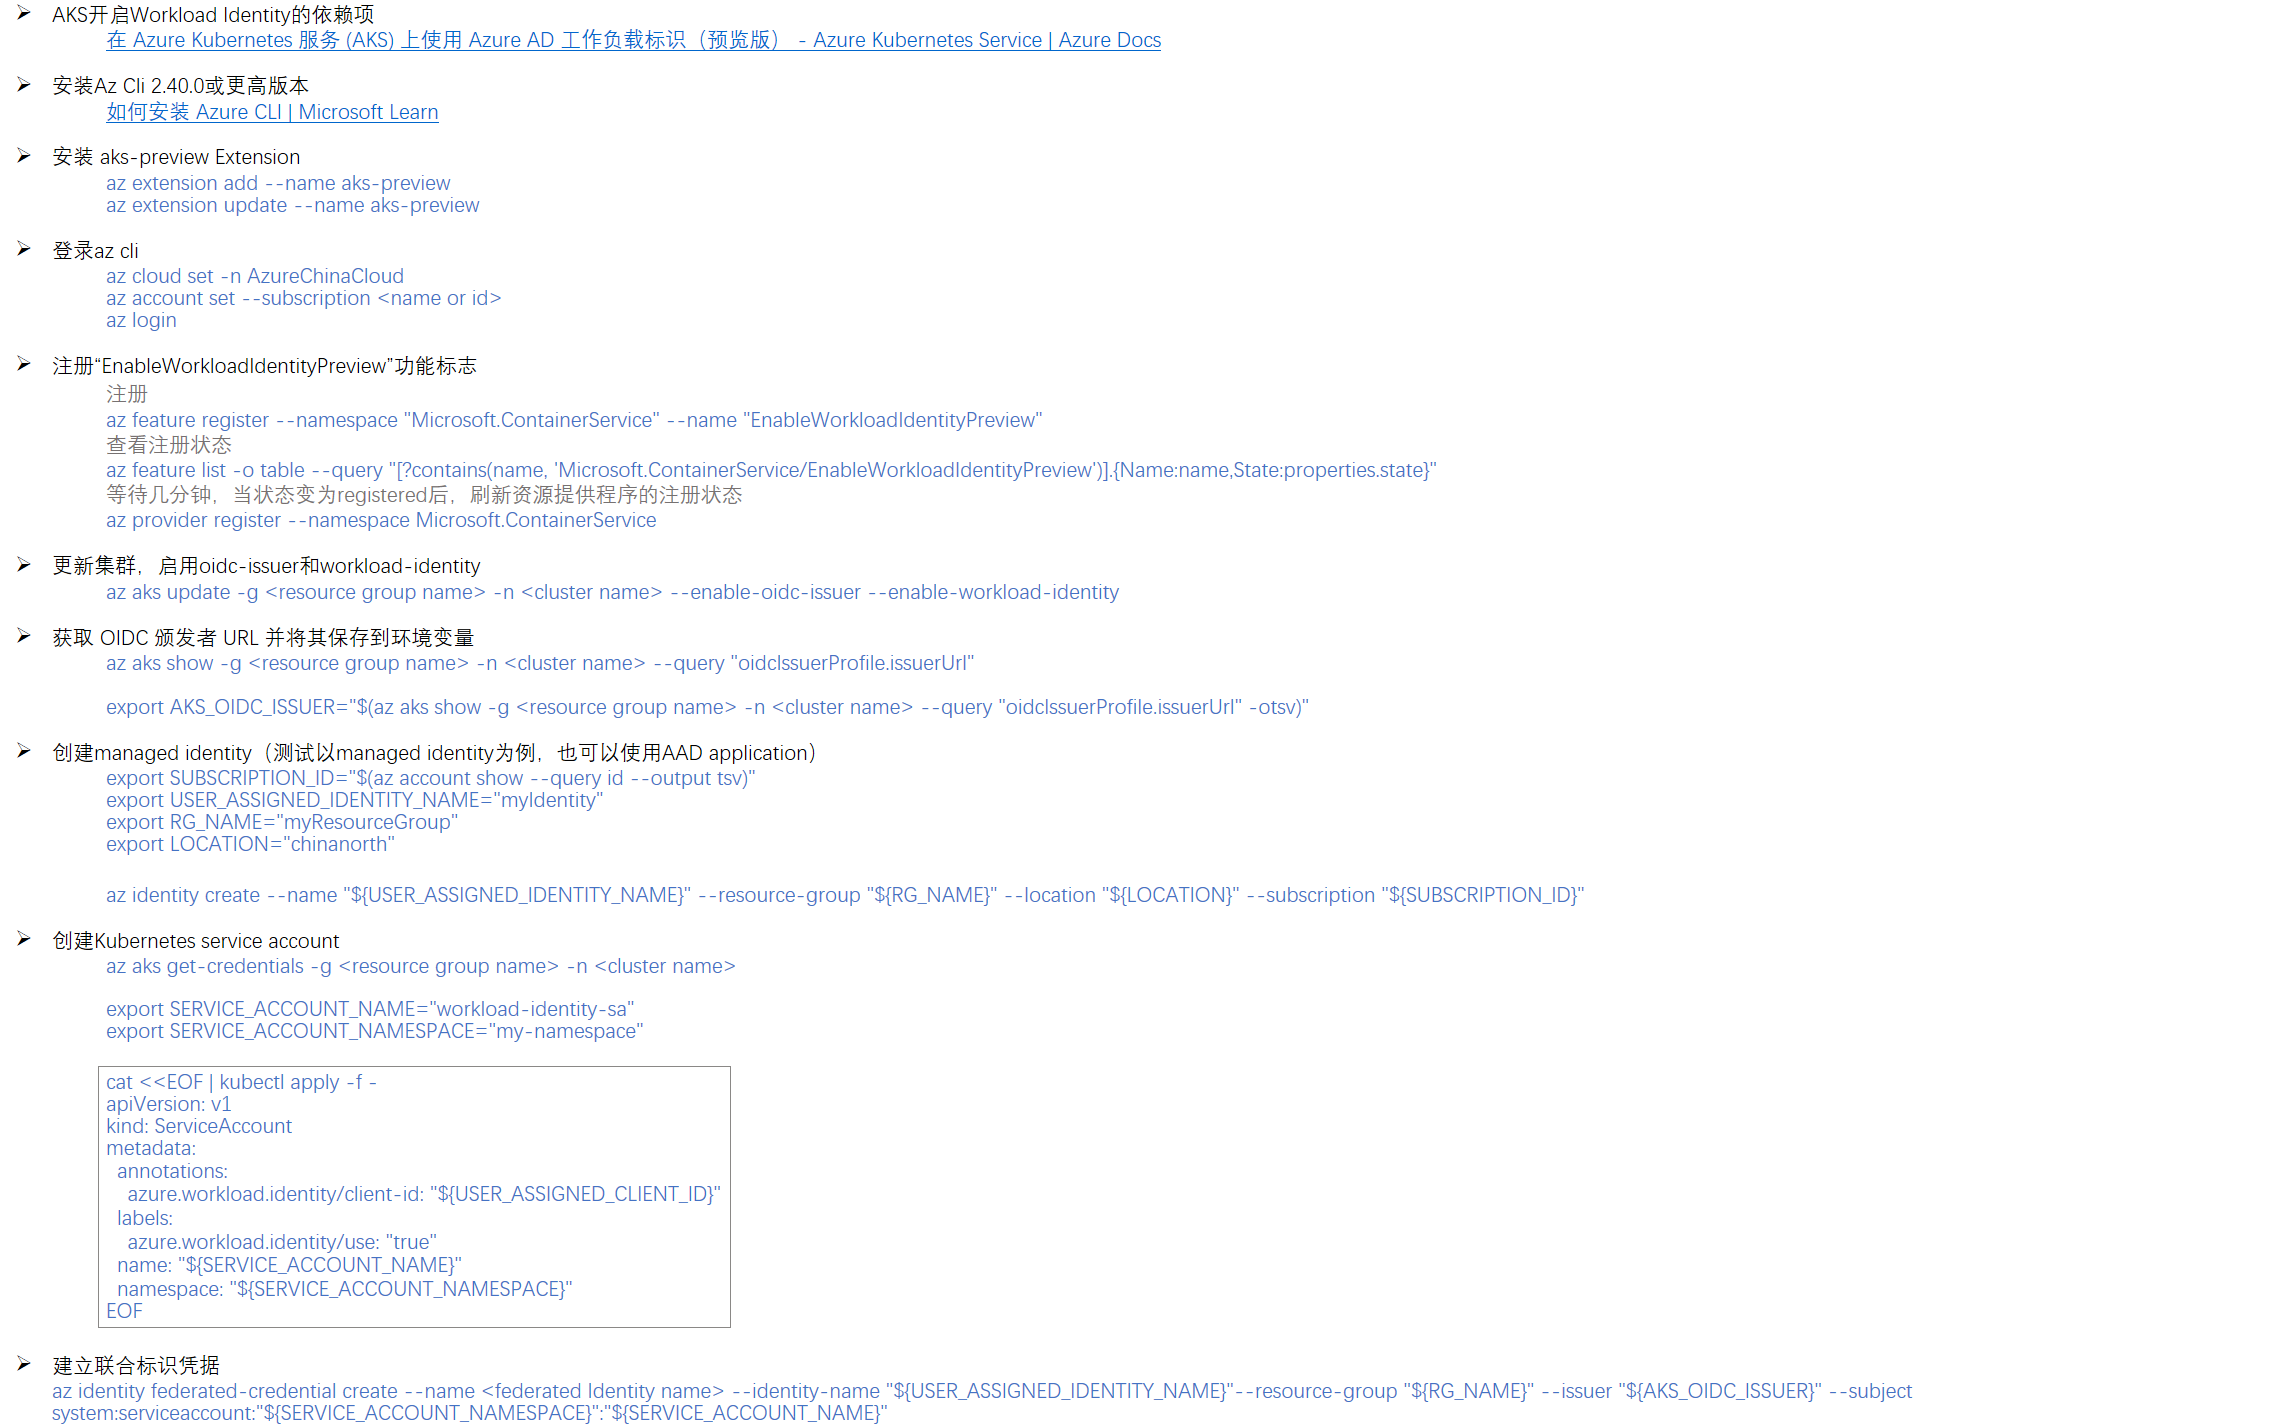 ➢ AKS开启Workload Identity的依赖项
在 Azure Kubernetes 服务 (AKS) 上使用 Azure AD 工作负载标识（预览版） - Azure Kubernetes Service | Azure Docs
➢ 安装Az Cli 2.40.0或更高版本
如何安装 Azure CLI | Microsoft Learn
➢ 安装 aks-preview Extension
az extension add --name aks-preview
az extension update --name aks-preview
➢ 登录az cli
az cloud set -n AzureChinaCloud
az account set --subscription <name or id>
az login
➢ 注册“EnableWorkloadIdentityPreview”功能标志
注册
az feature register --namespace "Microsoft.ContainerService" --name "EnableWorkloadIdentityPreview"
查看注册状态
az feature list -o table --query "[?contains(name, 'Microsoft.ContainerService/EnableWorkloadIdentityPreview')].{Name:name,State:properties.state}"
等待几分钟，当状态变为registered后，刷新资源提供程序的注册状态
az provider register --namespace Microsoft.ContainerService
➢ 更新集群，启用oidc-issuer和workload-identity
az aks update -g <resource group name> -n <cluster name> --enable-oidc-issuer --enable-workload-identity
➢ 获取 OIDC 颁发者 URL 并将其保存到环境变量
az aks show -g <resource group name> -n <cluster name> --query "oidcIssuerProfile.issuerUrl"
export AKS_OIDC_ISSUER="$(az aks show -g <resource group name> -n <cluster name> --query "oidcIssuerProfile.issuerUrl" -otsv)"
➢ 创建managed identity（测试以managed identity为例，也可以使用AAD application）
export SUBSCRIPTION_ID="$(az account show --query id --output tsv)"
export USER_ASSIGNED_IDENTITY_NAME="myIdentity"
export RG_NAME="myResourceGroup"
export LOCATION="chinanorth"
az identity create --name "${USER_ASSIGNED_IDENTITY_NAME}" --resource-group "${RG_NAME}" --location "${LOCATION}" --subscription "${SUBSCRIPTION_ID}"
➢ 创建Kubernetes service account
az aks get-credentials -g <resource group name> -n <cluster name>
export SERVICE_ACCOUNT_NAME="workload-identity-sa"
export SERVICE_ACCOUNT_NAMESPACE="my-namespace"
cat <<EOF | kubectl apply -f -
apiVersion: v1
kind: ServiceAccount
metadata:
  annotations:
    azure.workload.identity/client-id: "${USER_ASSIGNED_CLIENT_ID}"
  labels:
    azure.workload.identity/use: "true"
  name: "${SERVICE_ACCOUNT_NAME}"
  namespace: "${SERVICE_ACCOUNT_NAMESPACE}"
EOF
➢ 建立联合标识凭据
az identity federated-credential create --name <federated Identity name> --identity-name "${USER_ASSIGNED_IDENTITY_NAME}"--resource-group "${RG_NAME}" --issuer "${AKS_OIDC_ISSUER}" --subject
system:serviceaccount:"${SERVICE_ACCOUNT_NAMESPACE}":"${SERVICE_ACCOUNT_NAME}"